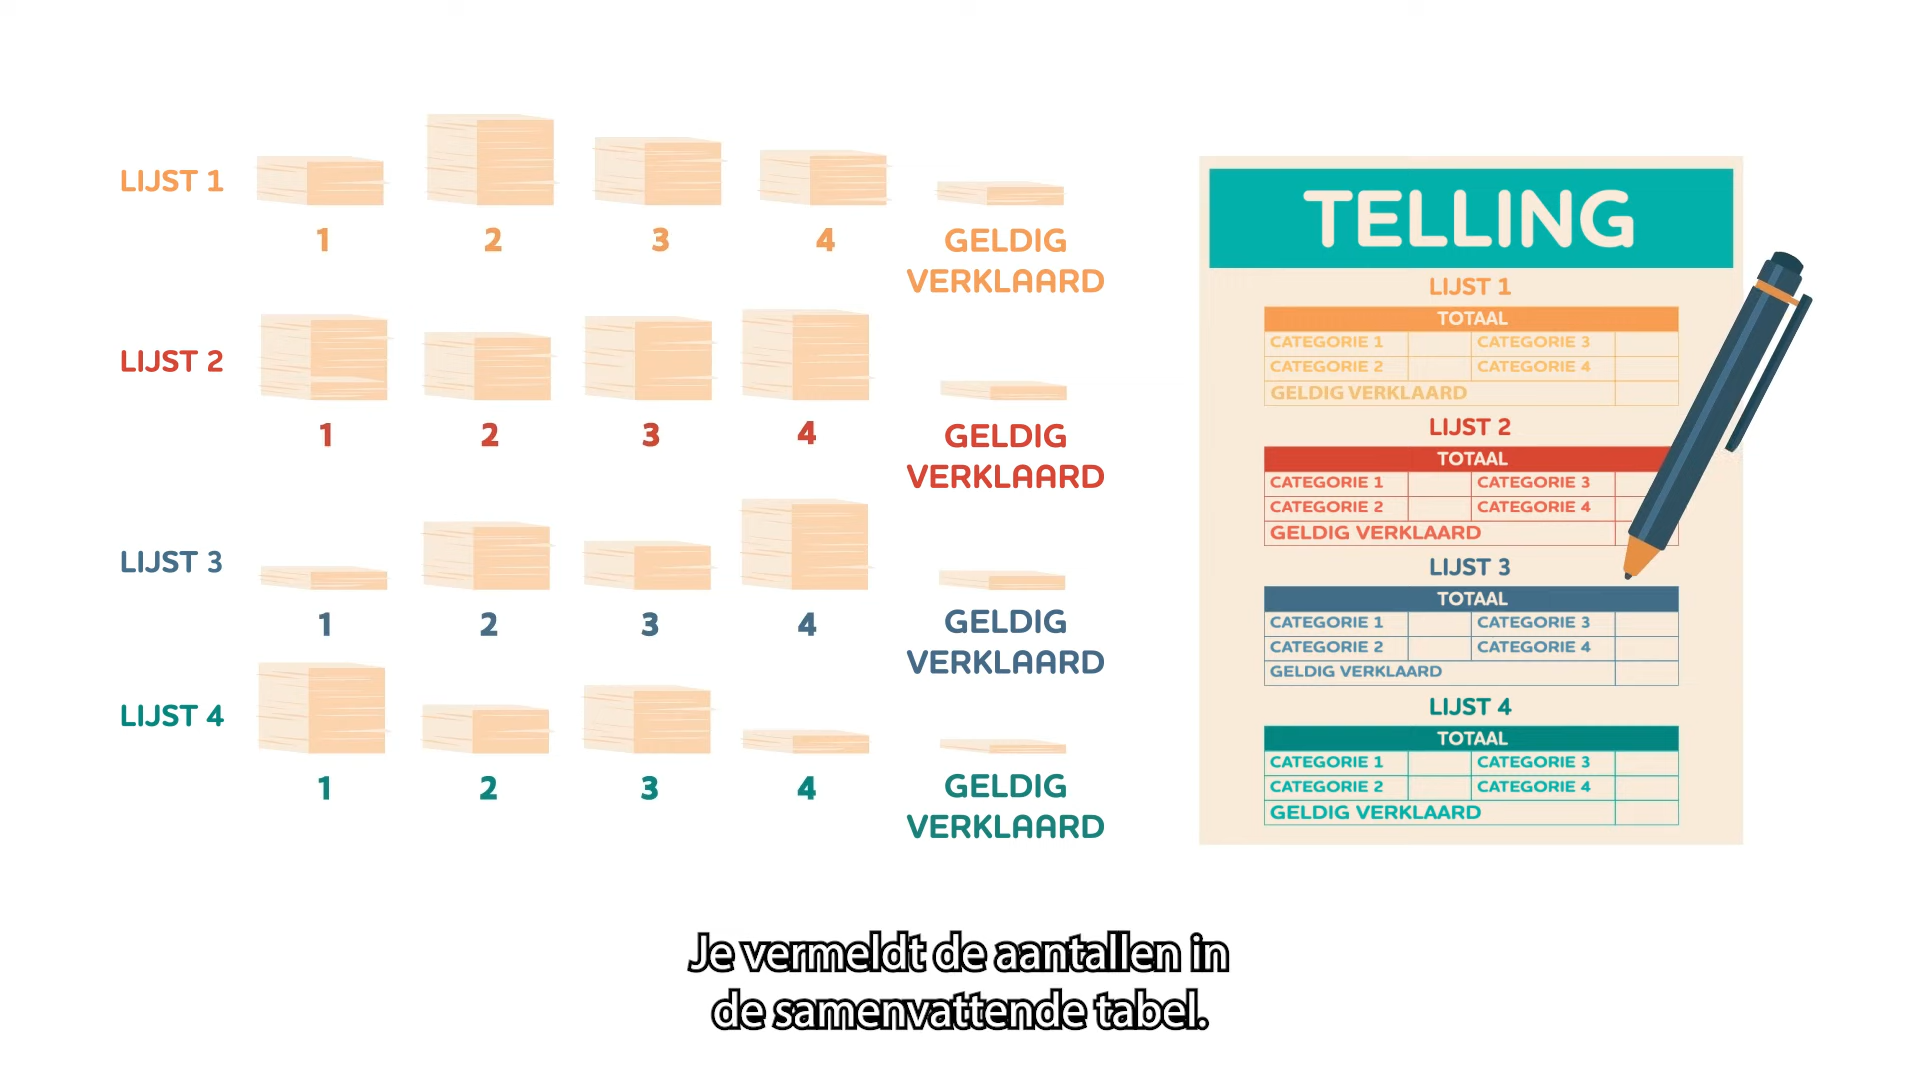 LIJST 1
1 2 3 4 GELDIG
VERKLAARD
LIJST 2
1 2 3 4 GELDIG
VERKLAARD
LIJST 3
1 2 3 4 GELDIG
VERKLAARD
LIJST 4
1 2 3 4 GELDIG
VERKLAARD
TELLING
LIJST 1
TOTAAL
CATEGORIE 1 CATEGORIE 3
CATEGORIE 2 CATEGORIE 4
GELDIG VERKLAARD
LIJST 2
TOTAAL
CATEGORIE 1 CATEGORIE 3
CATEGORIE 2 CATEGORIE 4
GELDIG VERKLAARD
LIJST 3
TOTAAL
CATEGORIE 1 CATEGORIE 3
CATEGORIE 2 CATEGORIE 4
GELDIG VERKLAARD
LIJST 4
TOTAAL
CATEGORIE 1 CATEGORIE 3
CATEGORIE 2 CATEGORIE 4
GELDIG VERKLAARD
Je vermeldt de aantallen in
de samenvattende tabel.